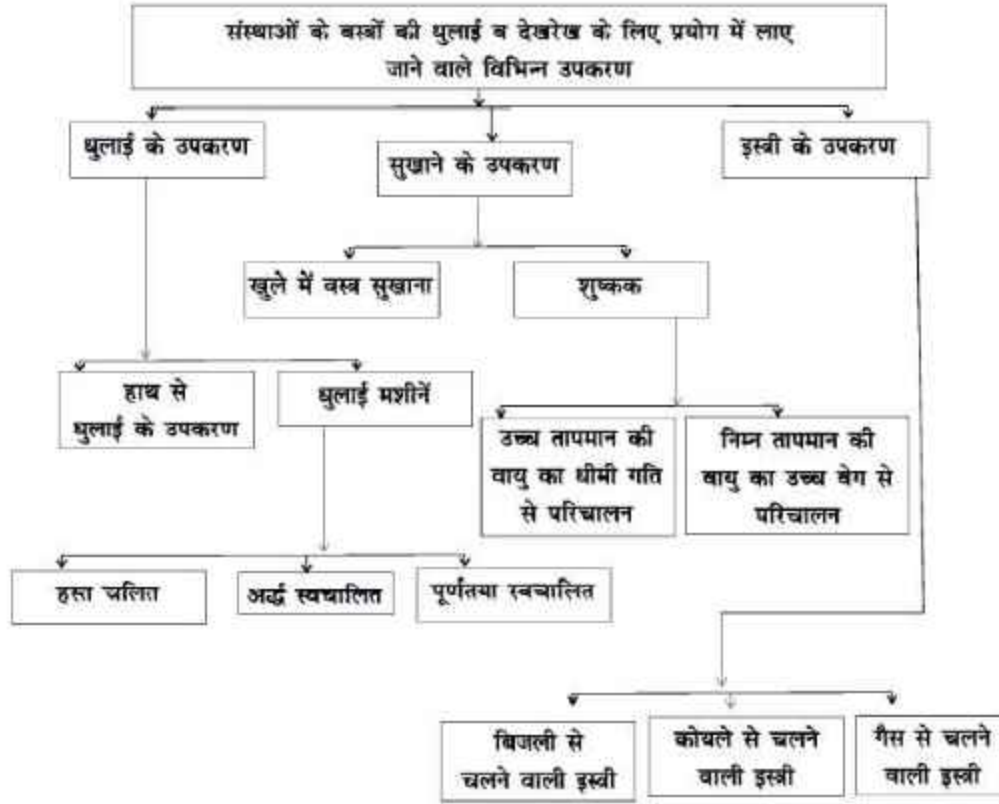 संस्थाओं के वस्त्रों की धुलाई व देखरेख के लिए प्रयोग में लाए
जाने वाले विभिन्न उपकरण
धुलाई के उपकरण
सुखाने के उपकरण
इस्त्री के उपकरण
खुले में वस्त्र सुखाना
शुष्कक
हाथ से
धुलाई के उपकरण
धुलाई मशीनें
उच्च तापमान की
वायु का धीमी गति
से परिचालन
निम्न तापमान की
वायु का उच्च वेग से
परिचालन
हस्त चलित
अर्द्ध स्वचालित
पूर्णतया स्वचालित
बिजली से
चलने वाली इस्त्री
कोयले से चलने
वाली इस्त्री
गैस से चलने
वाली इस्त्री